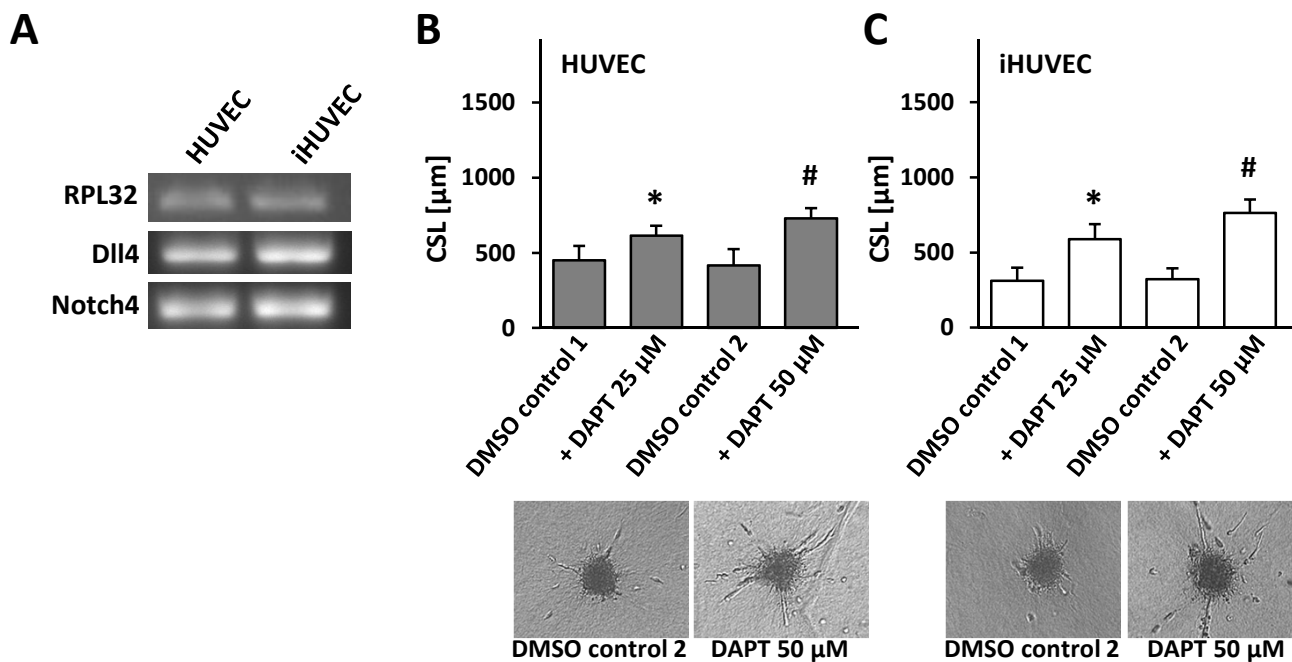 A
HUVEC
iHUVEC
RPL32
Dll4
Notch4
B
HUVEC
CSL [µm]
1500
1000
500
0
*
#
DMSO control 1
+ DAPT 25 µM
DMSO control 2
+ DAPT 50 µM
DMSO control 2
DAPT 50 µM
C
iHUVEC
CSL [µm]
1500
1000
500
0
*
#
DMSO control 1
+ DAPT 25 µM
DMSO control 2
+ DAPT 50 µM
DMSO control 2
DAPT 50 µM